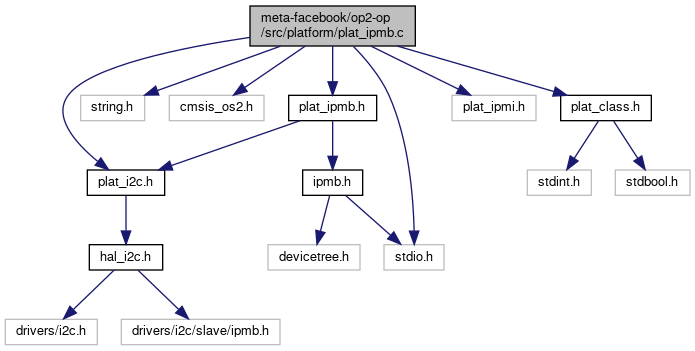 meta-facebook/op2-op
/src/platform/plat_ipmb.c
string.h
cmsis_os2.h
plat_ipmb.h
plat_ipmi.h
plat_class.h
plat_i2c.h
ipmb.h
stdint.h
stdbool.h
hal_i2c.h
devicetree.h
stdio.h
drivers/i2c.h
drivers/i2c/slave/ipmb.h